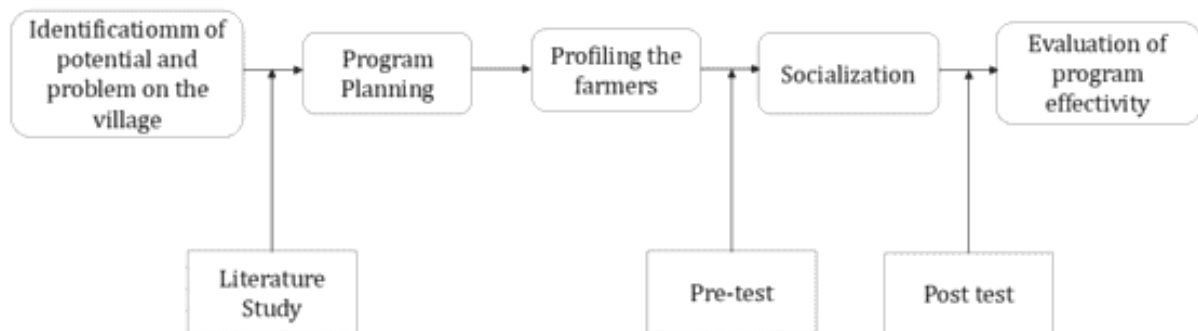 Identificatiomm of
potential and
problem on the
village
Program
Planning
Profiling the
farmers
Socialization
Evaluation of
program
effectivity
Literature
Study
Pre-test
Post test